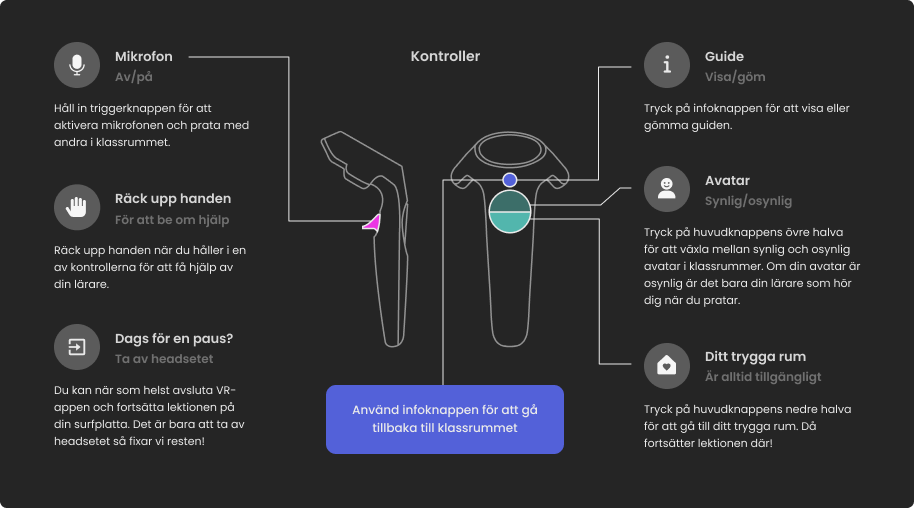 Mikrofon
Av/på
Håll in triggerknappen för att
aktivera mikrofonen och prata med
andra i klassrummet.
Räck upp handen
För att be om hjälp
Räck upp handen när du håller i en
av kontrollerna för att få hjälp av
din lärare.
Dags för en paus?
Ta av headsetet
Du kan när som helst avsluta VR-
appen och fortsätta lektionen på
din surfplatta. Det är bara att ta av
headsetet så fixar vi resten!
Kontroller
Använd infoknappen för att gå
tillbaka till klassrummet
Guide
Visa/göm
Tryck på infoknappen för att visa eller
gömma guiden.
Avatar
Synlig/osynlig
Tryck på huvudknappens övre halva
för att växla mellan synlig och osynlig
avatar i klassrummer. Om din avatar är
osynlig är det bara din lärare som hör
dig när du pratar.
Ditt trygga rum
Är alltid tillgängligt
Tryck på huvudknappens nedre halva
för att gå till ditt trygga rum. Då
fortsätter lektionen där!